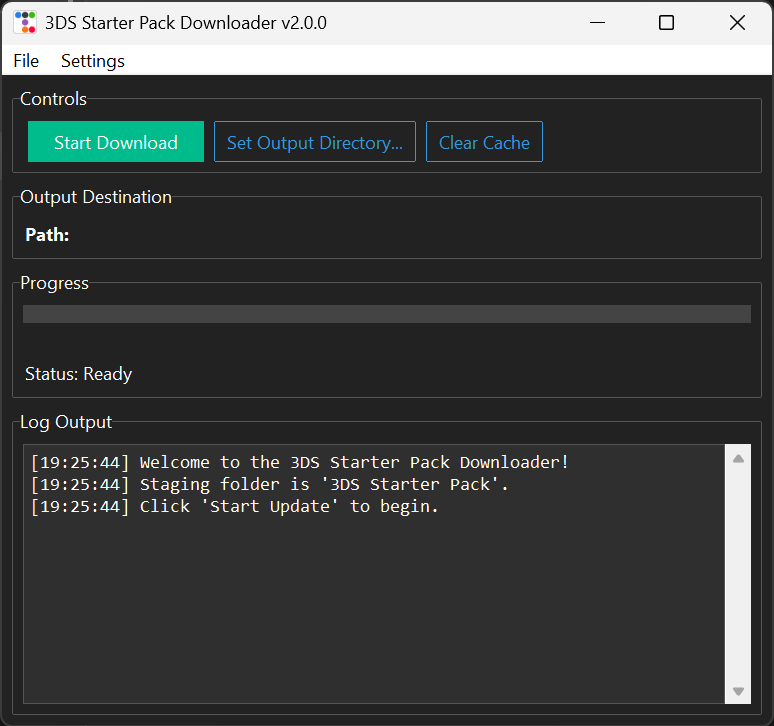 3DS Starter Pack Downloader v2.0.0
File Settings
Controls
Start Download Set Output Directory... Clear Cache
Output Destination
Path:
Progress
Status: Ready
Log Output
[19:25:44] Welcome to the 3DS Starter Pack Downloader!
[19:25:44] Staging folder is '3DS Starter Pack'.
[19:25:44] Click 'Start Update' to begin.